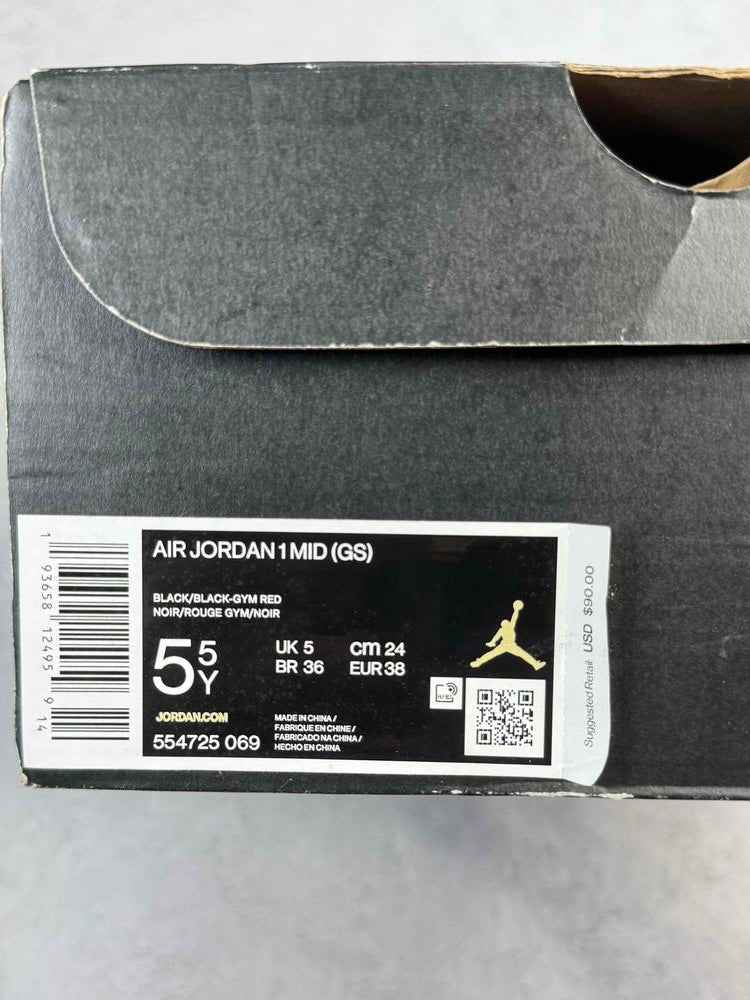 AIR JORDAN 1 MID (GS)
BLACK/BLACK-GYM RED
NOIR/ROUGE GYM/NOIR
5 5 Y
UK 5 cm 24
BR 36 EUR 38
JORDAN.COM
554725 069
MADE IN CHINA /
FABRIQUE EN CHINE /
FABRICADO NA CHINA /
HECHO EN CHINA
1 93658 12495 9 14
Suggested Retail: USD $90.00